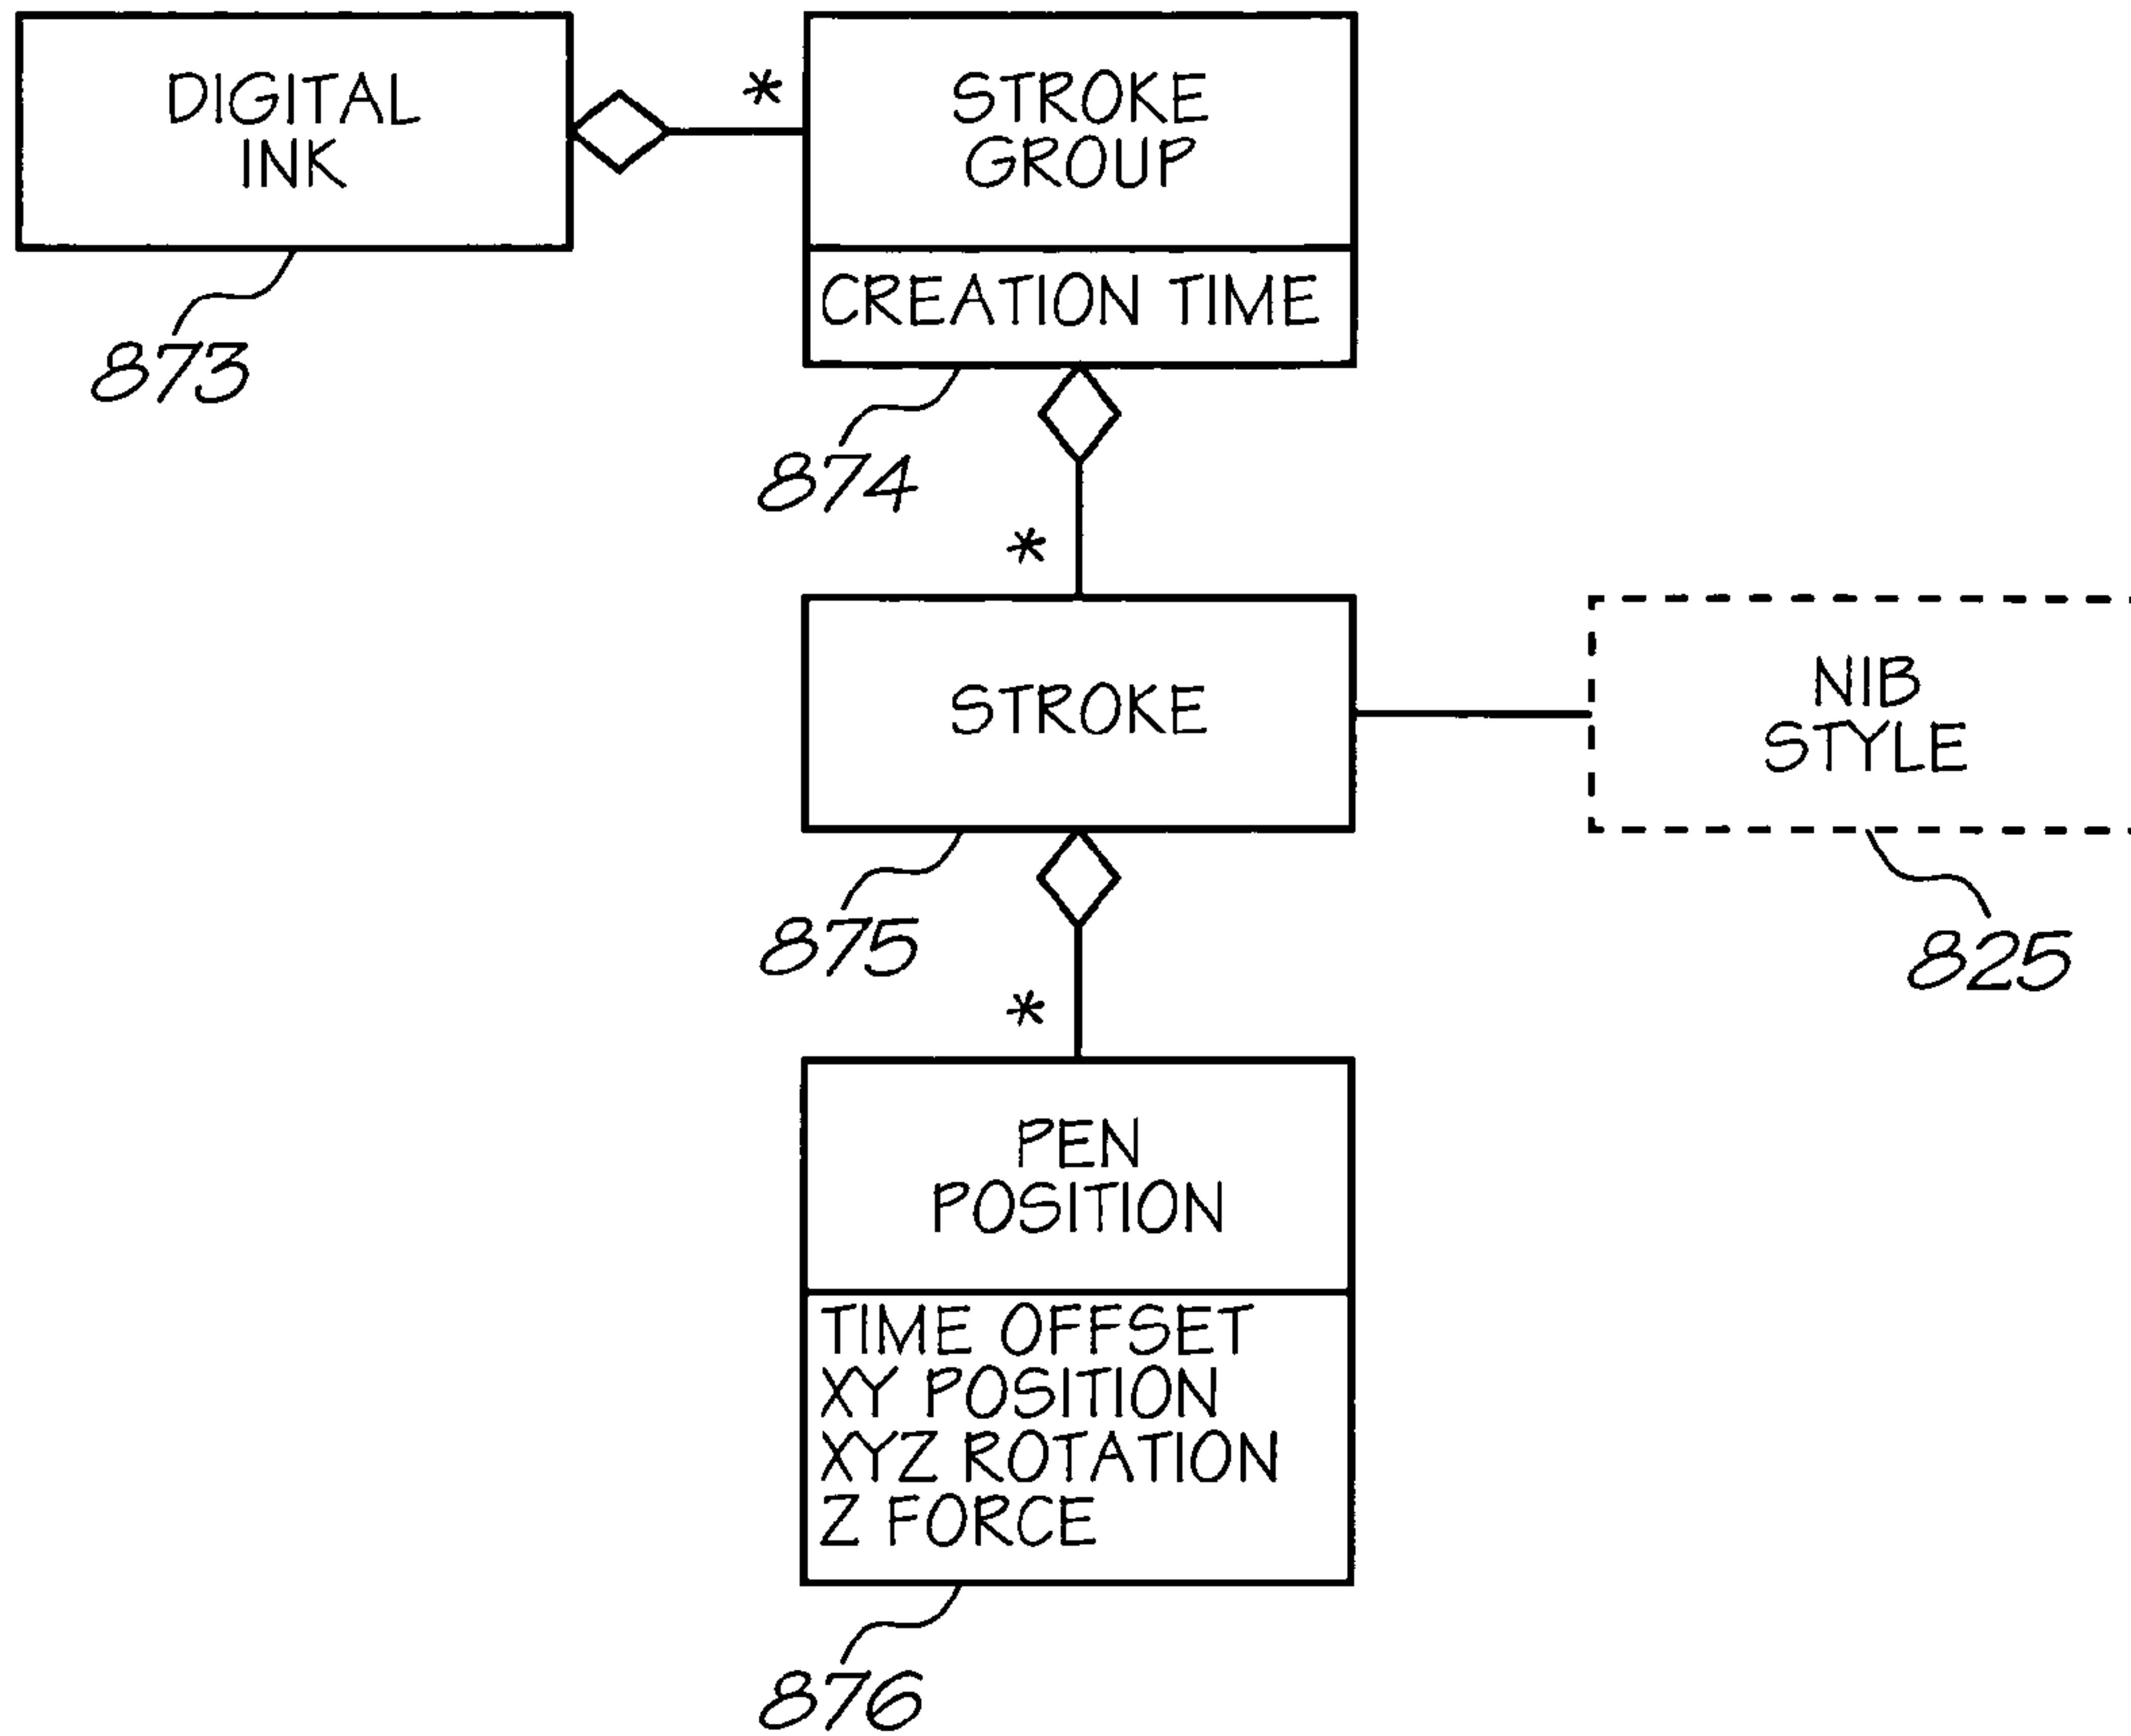 DIGITAL
INK
873
*
STROKE
GROUP
CREATION TIME
874
*
STROKE
875
NIB
STYLE
825
*
PEN
POSITION
TIME OFFSET
XY POSITION
XYZ ROTATION
Z FORCE
876